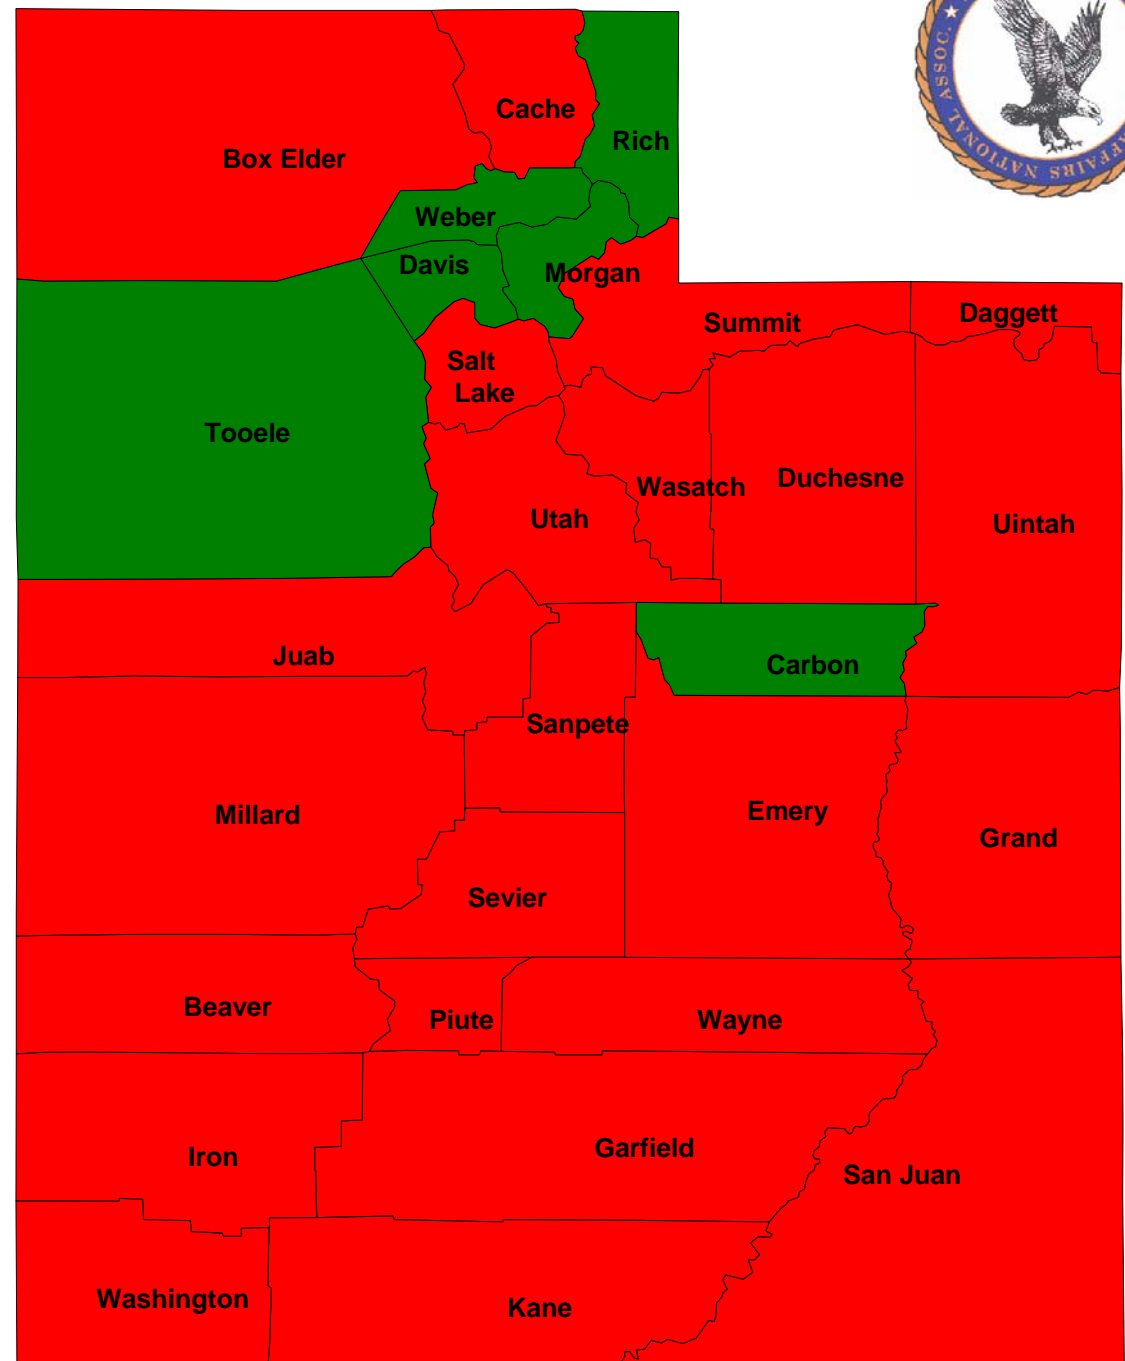 ASSOC. ★
NATIONAL
AFFAIRS
Cache
Rich
Box Elder
Weber
Davis
Morgan
Summit
Daggett
Salt
Lake
Tooele
Wasatch
Duchesne
Utah
Uintah
Juab
Carbon
Sanpete
Millard
Emery
Grand
Sevier
Beaver
Piute
Wayne
Iron
Garfield
San Juan
Washington
Kane